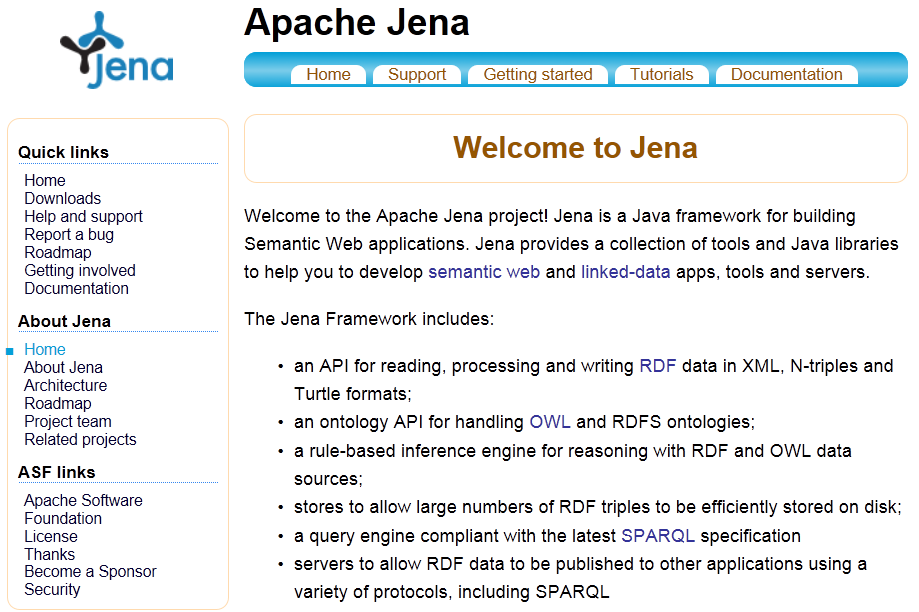 Jena
Apache Jena
Home
Support
Getting started
Tutorials
Documentation
Quick links
Home
Downloads
Help and support
Report a bug
Roadmap
Getting involved
Documentation
About Jena
Home
About Jena
Architecture
Roadmap
Project team
Related projects
ASF links
Apache Software
Foundation
License
Thanks
Become a Sponsor
Security
Welcome to Jena
Welcome to the Apache Jena project! Jena is a Java framework for building
Semantic Web applications. Jena provides a collection of tools and Java libraries
to help you to develop semantic web and linked-data apps, tools and servers.
The Jena Framework includes:
• an API for reading, processing and writing RDF data in XML, N-triples and
Turtle formats;
• an ontology API for handling OWL and RDFS ontologies;
• a rule-based inference engine for reasoning with RDF and OWL data
sources;
• stores to allow large numbers of RDF triples to be efficiently stored on disk;
• a query engine compliant with the latest SPARQL specification
• servers to allow RDF data to be published to other applications using a
variety of protocols, including SPARQL